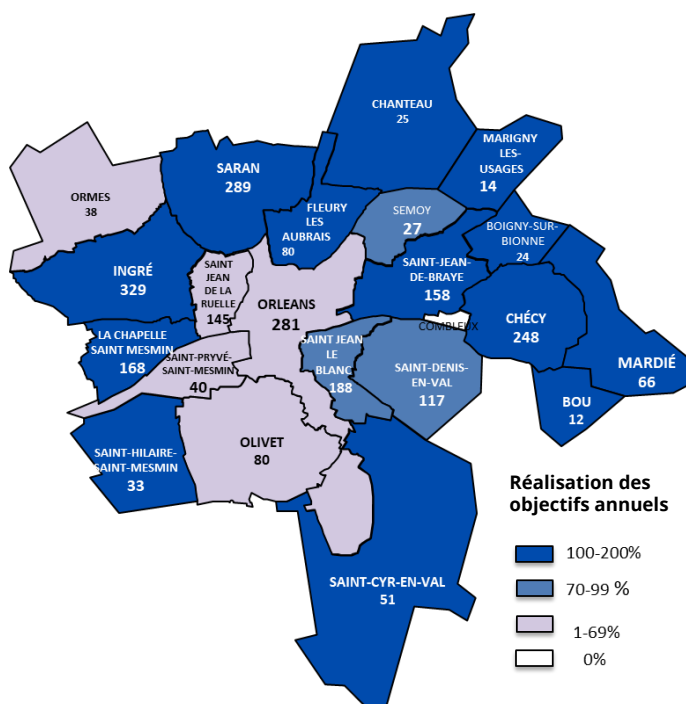 CHANTEAU
25
MARIGNY
LES-
USAGES
14
SARAN
289
ORMES
38
FLEURY
LES
AUBRAIS
80
SEMOY
27
BOIGNY-SUR-
BIONNE
24
INGRÉ
329
SAINT
JEAN
DE LA
RUELLE
145
ORLEANS
281
SAINT-JEAN-
DE-BRAYE
158
COMBLEUX
CHÉCY
248
LA CHAPELLE
SAINT MESMIN
168
SAINT-PRYVÉ-
SAINT-MESMIN
40
SAINT JEAN
LE
BLANC
188
SAINT-DENIS-
EN-VAL
117
MARDIÉ
66
BOU
12
SAINT-HILAIRE-
SAINT-MESMIN
33
OLIVET
80
SAINT-CYR-EN-VAL
51
Réalisation des
objectifs annuels
100-200%
70-99 %
1-69%
0%